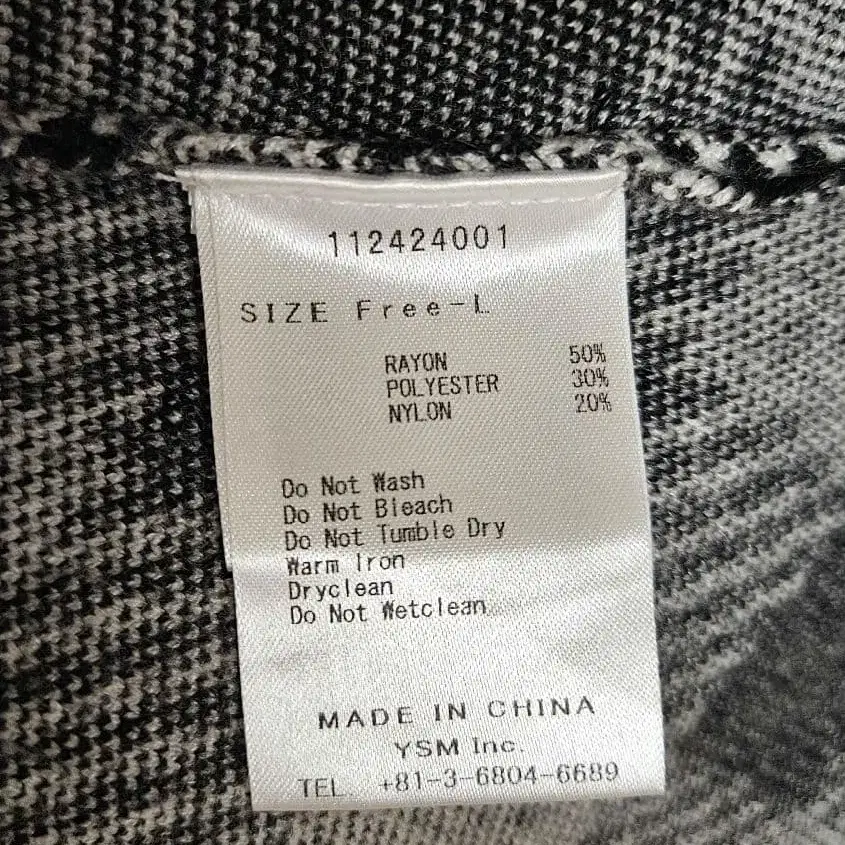 112424001
SIZE Free-L
RAYON 50%
POLYESTER 30%
NYLON 20%
Do Not Wash
Do Not Bleach
Do Not Tumble Dry
Warm Iron
Dryclean
Do Not Wetclean
MADE IN CHINA
YSM Inc.
TEL. +81-3-6804-6689